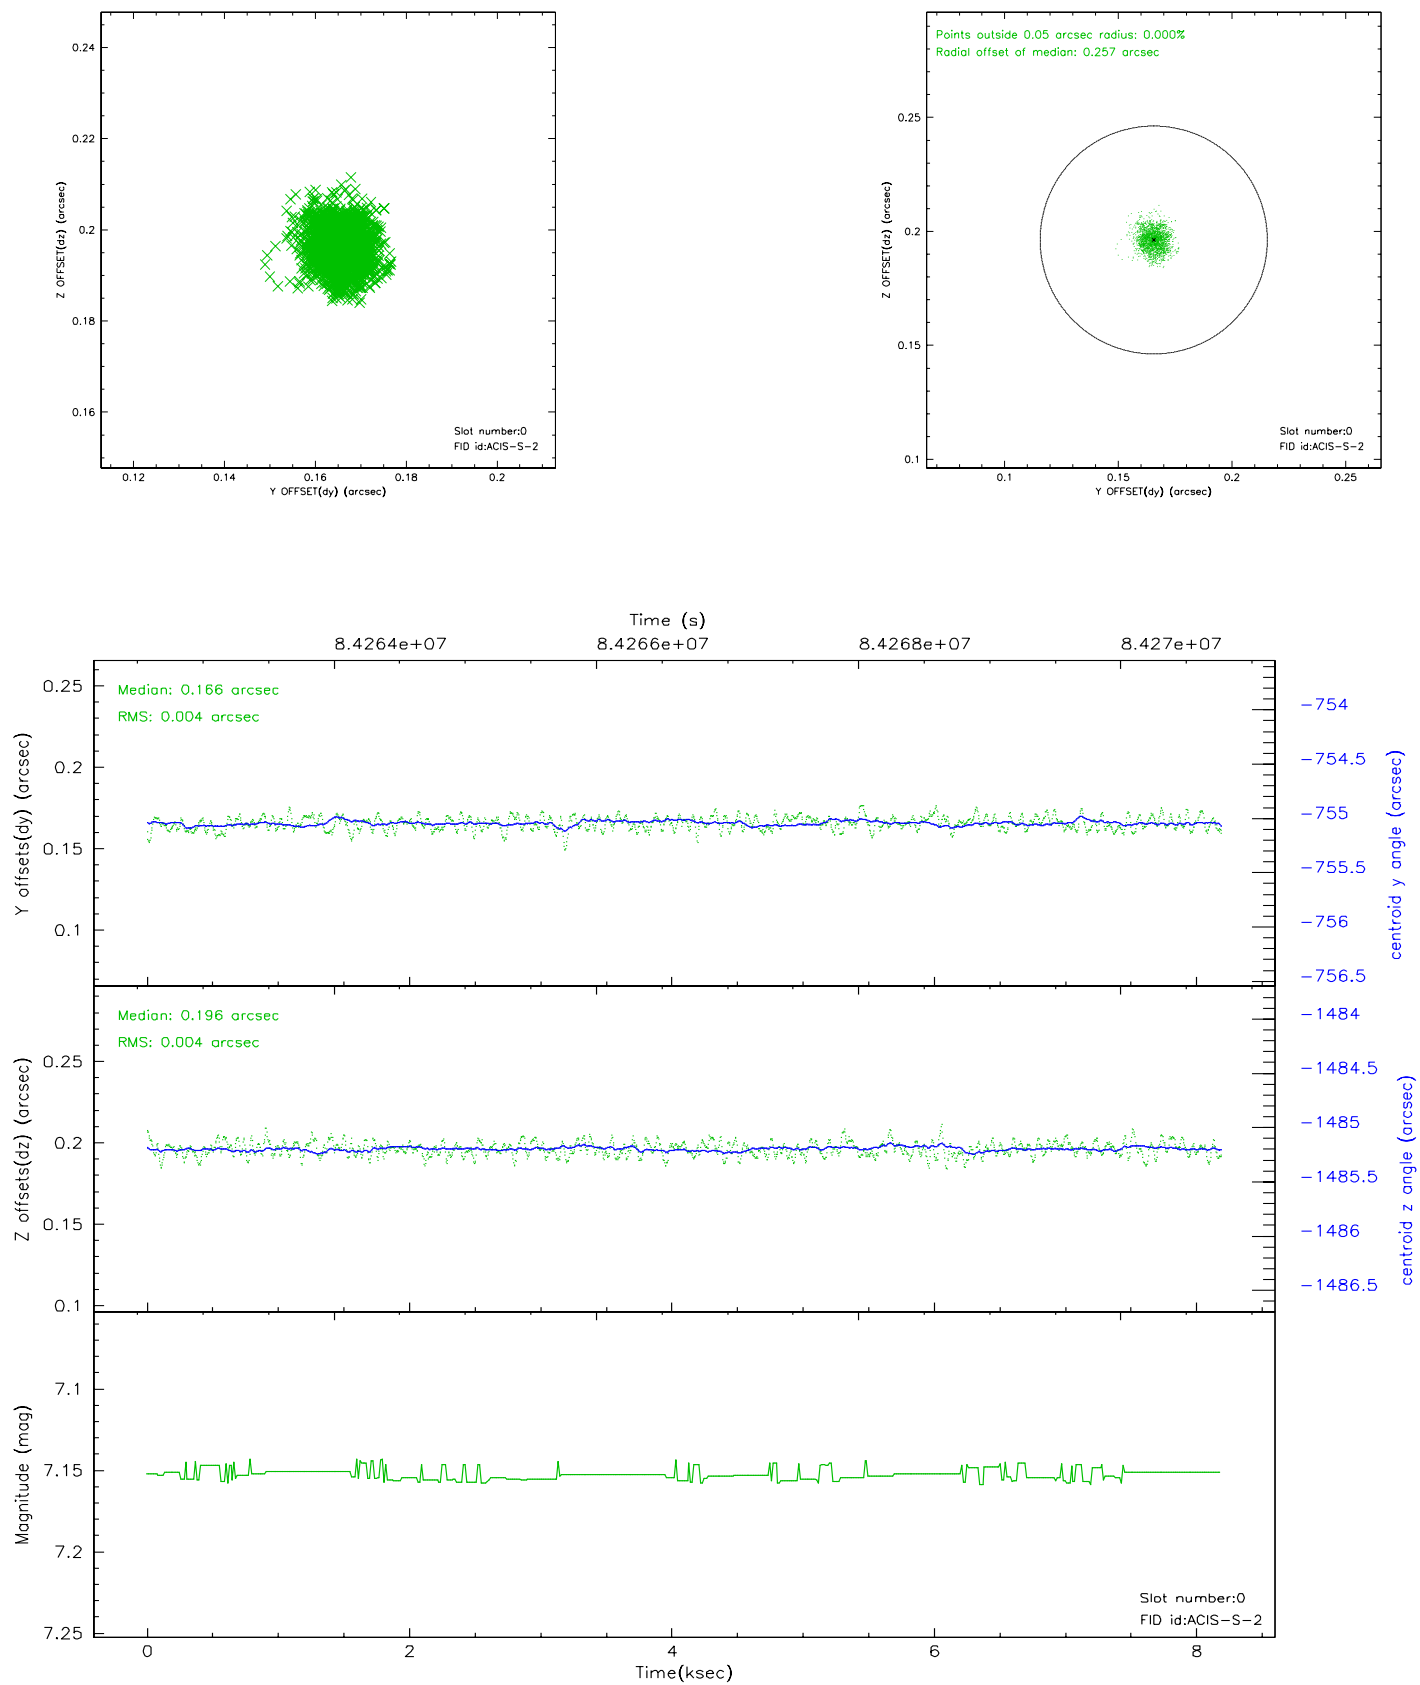 0.24
0.22
0.2
0.18
0.16
Z OFFSET(dz) (arcsec)
Slot number:0
FID id:ACIS-S-2
0.12 0.14 0.16 0.18 0.2
Y OFFSET(dy) (arcsec)
Points outside 0.05 arcsec radius: 0.000%
Radial offset of median: 0.257 arcsec
0.25
0.2
0.15
0.1
Z OFFSET(dz) (arcsec)
Slot number:0
FID id:ACIS-S-2
0.1 0.15 0.2 0.25
Y OFFSET(dy) (arcsec)
Time (s)
8.4264e+07 8.4266e+07 8.4268e+07 8.427e+07
Median: 0.166 arcsec
RMS: 0.004 arcsec
0.25
0.2
0.15
0.1
Y offsets(dy) (arcsec)
-754
-754.5
-755
-755.5
-756
-756.5
centroid y angle (arcsec)
Median: 0.196 arcsec
RMS: 0.004 arcsec
0.25
0.2
0.15
0.1
Z offsets(dz) (arcsec)
-1484
-1484.5
-1485
-1485.5
-1486
-1486.5
centroid z angle (arcsec)
7.1
7.15
7.2
7.25
Magnitude (mag)
Slot number:0
FID id:ACIS-S-2
0 2 4 6 8
Time(ksec)